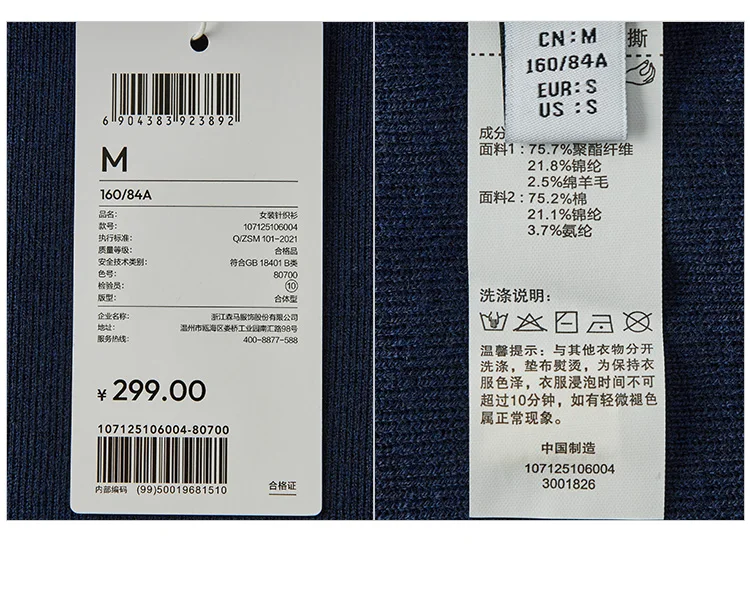 6 904383 923892
M
160/84A
品名: 女装针织衫
款号: 107125106004
执行标准: Q/ZSM 101-2021
质量等级: 合格品
安全技术类别: 符合GB 18401 B类
色号: 80700
检验员: 10
版型: 合体型
企业名称: 浙江森马服饰股份有限公司
地址: 温州市瓯海区娄桥工业园南汇路98号
服务热线: 400-8877-588
¥ 299.00
107125106004-80700
内部编码 (99)50019681510
合格证
CN:M
160/84A
EUR:S
US:S
撕
成分
面料1:75.7%聚酯纤维
21.8%锦纶
2.5%绵羊毛
面料2:75.2%棉
21.1%锦纶
3.7%氨纶
洗涤说明:
温馨提示:与其他衣物分开
洗涤,垫布熨烫,为保持衣
服色泽,衣服浸泡时间不可
超过10分钟,如有轻微褪色
属正常现象。
中国制造
107125106004
3001826